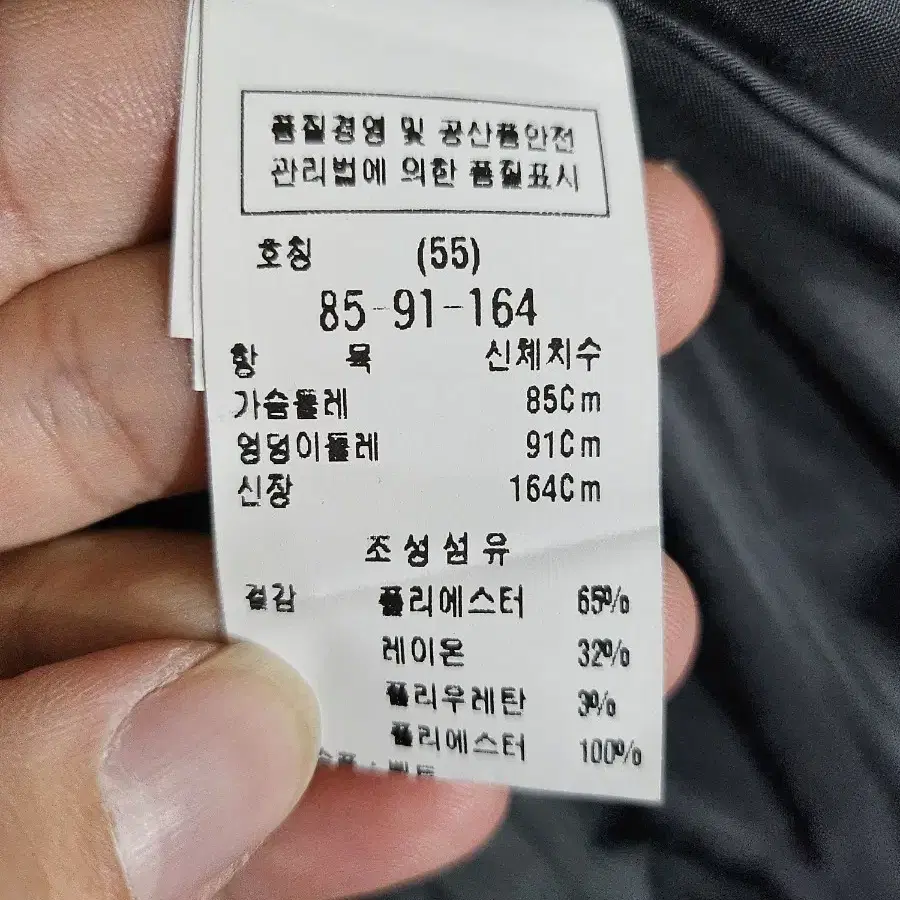 품질경영 및 공산품안전
관리법에 의한 품질표시
호칭 (55)
85-91-164
항 목 신체치수
가슴둘레 85Cm
엉덩이둘레 91Cm
신장 164Cm
조성섬유
겉감 폴리에스터 65%
레이온 32%
폴리우레탄 3%
폴리에스터 100%